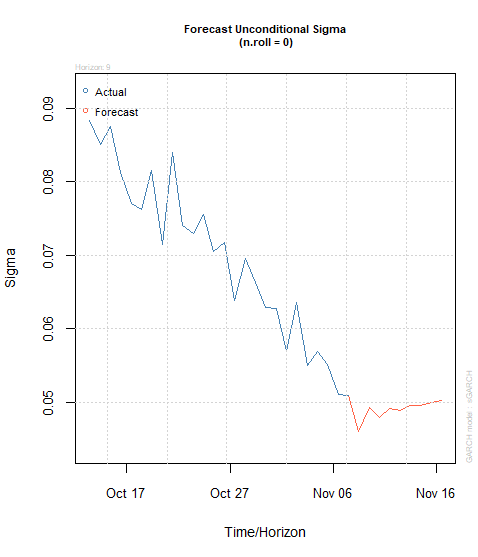 Forecast Unconditional Sigma
(n.roll = 0)
Horizon: 9
Actual
Forecast
0.09
0.08
0.07
0.06
0.05
Sigma
GARCH model : sGARCH
Oct 17
Oct 27
Nov 06
Nov 16
Time/Horizon